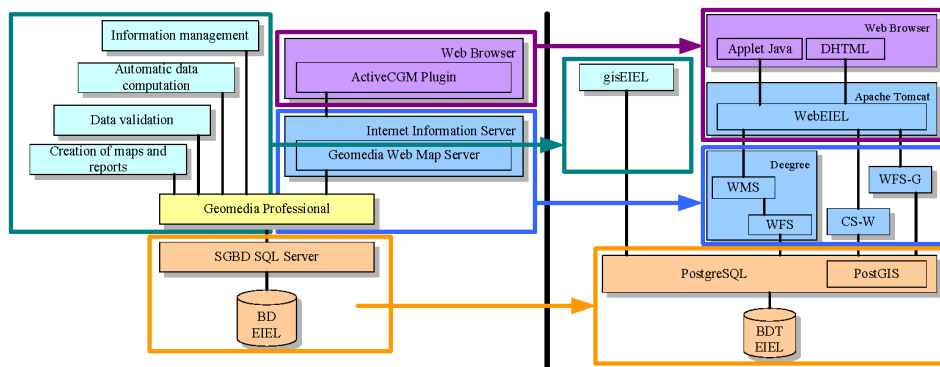 Information management
Automatic data
computation
Data validation
Creation of maps and
reports
Web Browser
ActiveCGM Plugin
Internet Information Server
Geomedia Web Map Server
Geomedia Professional
SGBD SQL Server
BD
EIEL
gisEIEL
Web Browser
Applet Java
DHTML
Apache Tomcat
WebEIEL
Deegree
WMS
WFS
CS-W
WFS-G
PostgreSQL
PostGIS
BDT
EIEL